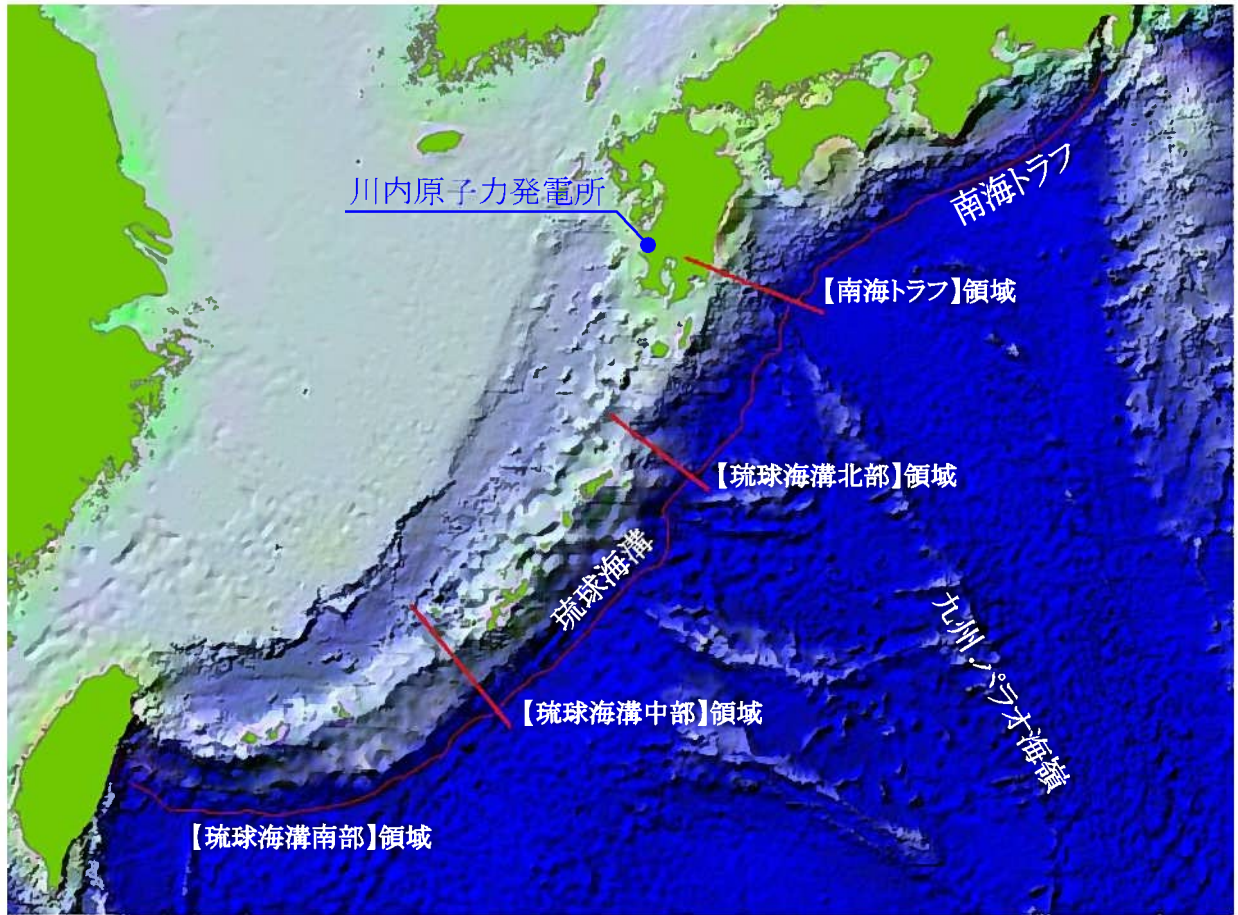 南海トラフ
川内原子力発電所
【南海トラフ】領域
【琉球海溝北部】領域
琉球海溝
九州・パラオ海嶺
【琉球海溝中部】領域
【琉球海溝南部】領域